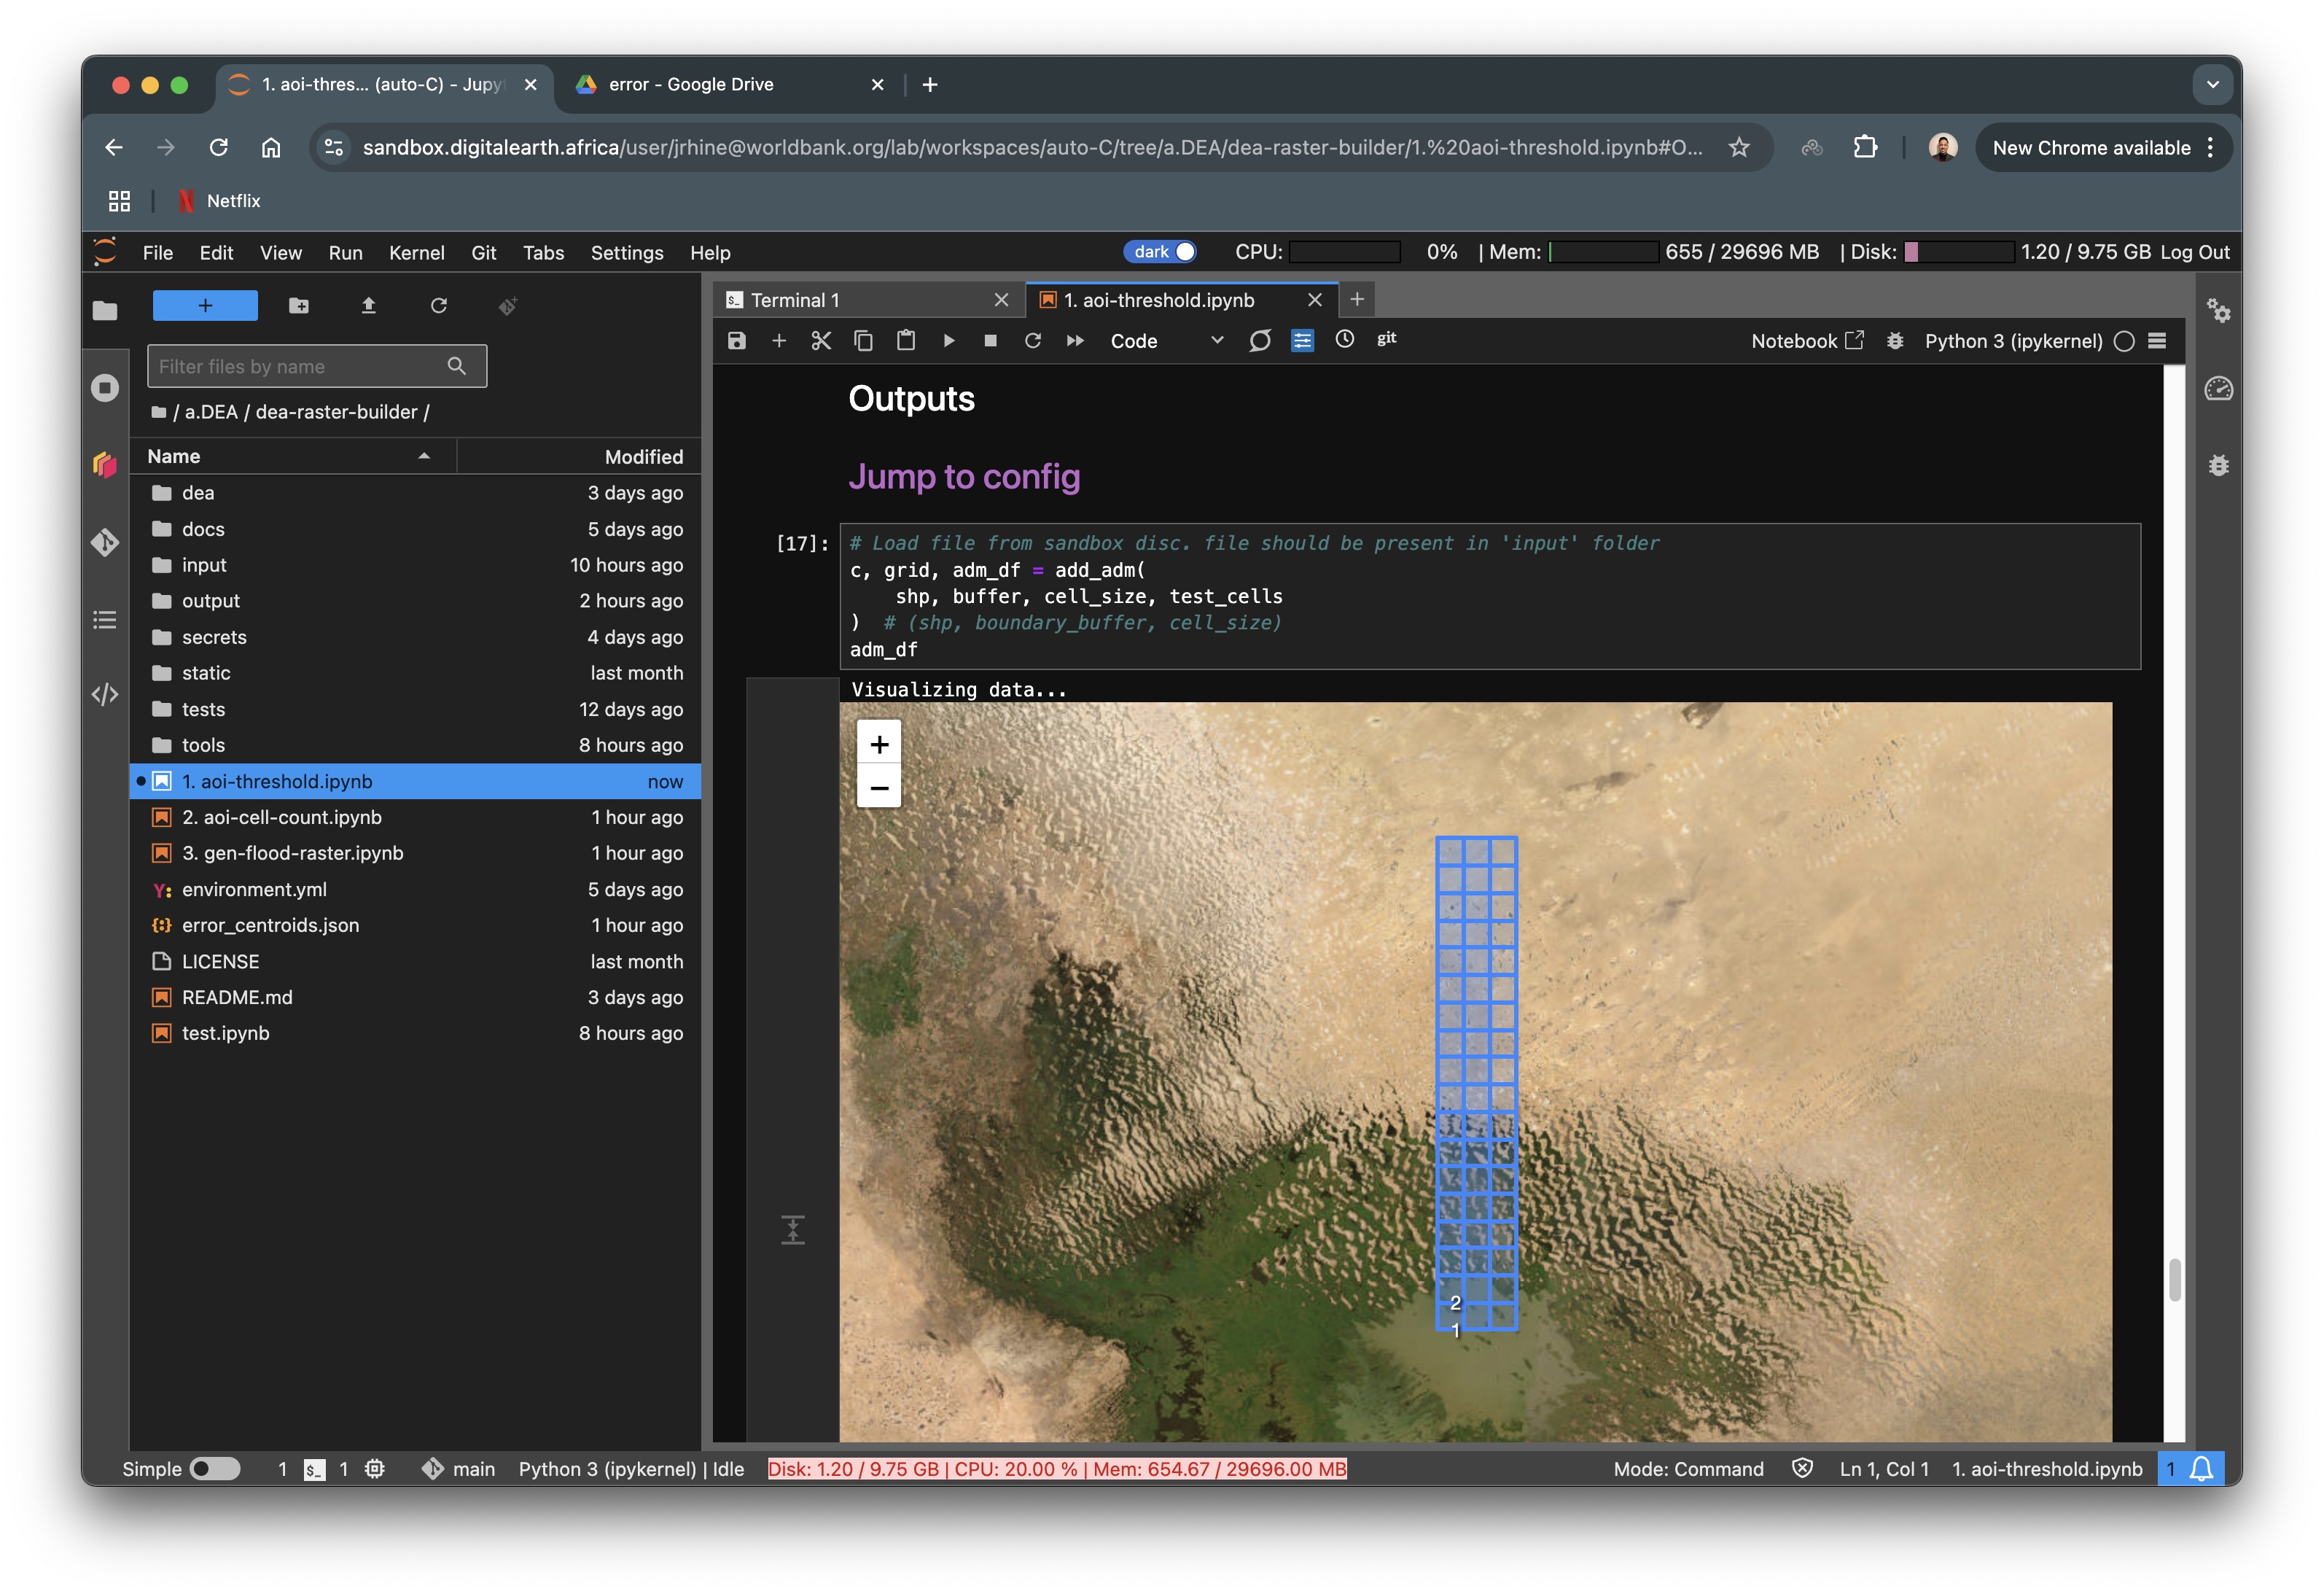 1. aoi-thres... (auto-C) - Jupy
error - Google Drive
sandbox.digitalearth.africa/user/jrhine@worldbank.org/lab/workspaces/auto-C/tree/a.DEA/dea-raster-builder/1.%20aoi-threshold.ipynb#O...
New Chrome available
Netflix
File Edit View Run Kernel Git Tabs Settings Help
dark CPU: 0% | Mem: 655 / 29696 MB | Disk: 1.20 / 9.75 GB Log Out
Filter files by name
/ a.DEA / dea-raster-builder /
Name Modified
dea 3 days ago
docs 5 days ago
input 10 hours ago
output 2 hours ago
secrets 4 days ago
static last month
tests 12 days ago
tools 8 hours ago
1. aoi-threshold.ipynb now
2. aoi-cell-count.ipynb 1 hour ago
3. gen-flood-raster.ipynb 1 hour ago
Y: environment.yml 5 days ago
{:} error_centroids.json 1 hour ago
LICENSE last month
README.md 3 days ago
test.ipynb 8 hours ago
$_ Terminal 1
1. aoi-threshold.ipynb
Code
git
Notebook
Python 3 (ipykernel)
Outputs
Jump to config
[17]: # Load file from sandbox disc. file should be present in 'input' folder
c, grid, adm_df = add_adm(
shp, buffer, cell_size, test_cells
) # (shp, boundary_buffer, cell_size)
adm_df
Visualizing data...
+
−
2
1
Simple 1 $_ 1 main Python 3 (ipykernel) | Idle Disk: 1.20 / 9.75 GB | CPU: 20.00 % | Mem: 654.67 / 29696.00 MB Mode: Command Ln 1, Col 1 1. aoi-threshold.ipynb 1